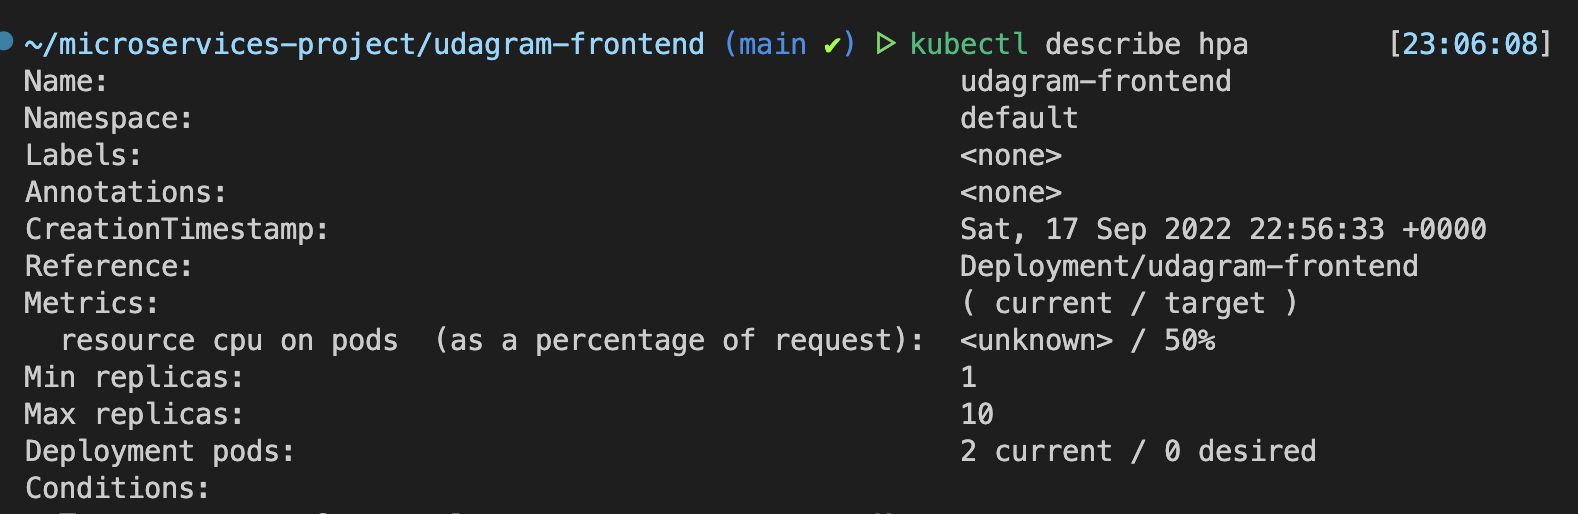 ~/microservices-project/udagram-frontend (main ✔) ▷ kubectl describe hpa [23:06:08]
Name: udagram-frontend
Namespace: default
Labels: <none>
Annotations: <none>
CreationTimestamp: Sat, 17 Sep 2022 22:56:33 +0000
Reference: Deployment/udagram-frontend
Metrics: ( current / target )
resource cpu on pods (as a percentage of request): <unknown> / 50%
Min replicas: 1
Max replicas: 10
Deployment pods: 2 current / 0 desired
Conditions: